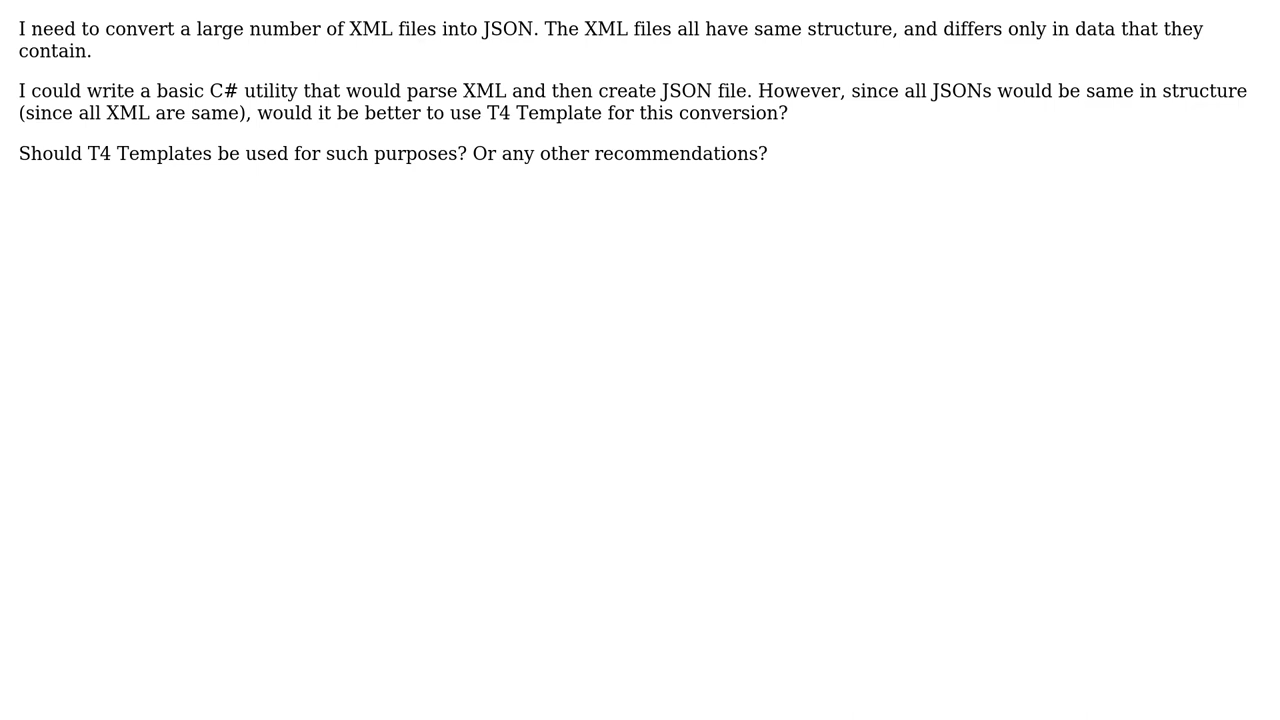 I need to convert a large number of XML files into JSON. The XML files all have same structure, and differs only in data that they
contain.
I could write a basic C# utility that would parse XML and then create JSON file. However, since all JSONs would be same in structure
(since all XML are same), would it be better to use T4 Template for this conversion?
Should T4 Templates be used for such purposes? Or any other recommendations?